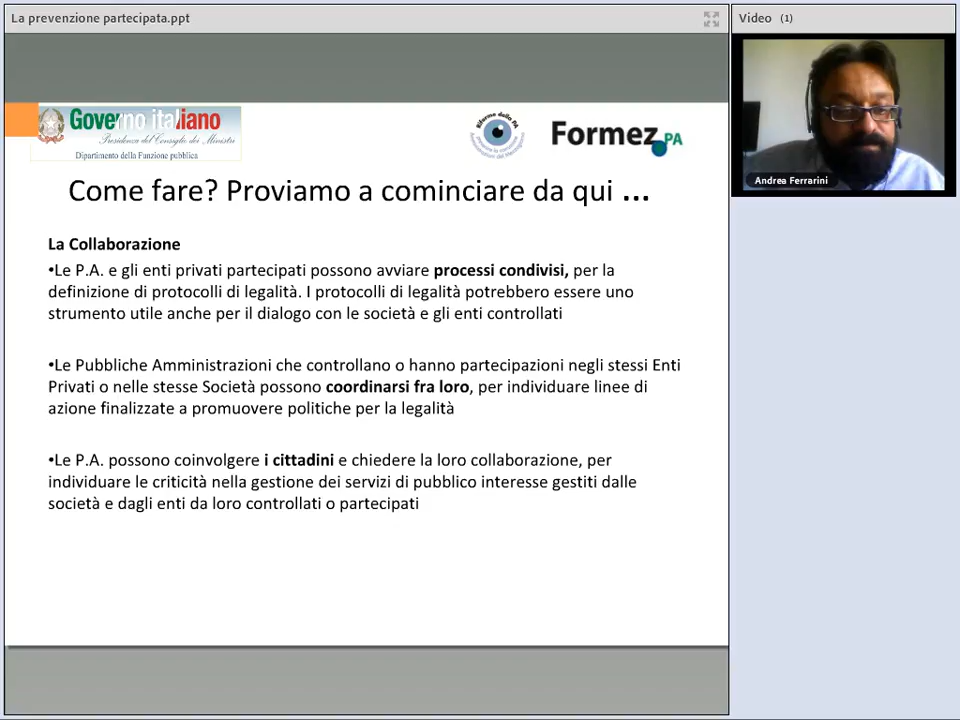 La prevenzione partecipata.ppt
Video (1)
Governo italiano
Presidenza del Consiglio dei Ministri
Dipartimento della Funzione pubblica
Riforme della PA
Formez PA
Andrea Ferrarini
Come fare? Proviamo a cominciare da qui ...
La Collaborazione
•Le P.A. e gli enti privati partecipati possono avviare processi condivisi, per la
definizione di protocolli di legalità. I protocolli di legalità potrebbero essere uno
strumento utile anche per il dialogo con le società e gli enti controllati
•Le Pubbliche Amministrazioni che controllano o hanno partecipazioni negli stessi Enti
Privati o nelle stesse Società possono coordinarsi fra loro, per individuare linee di
azione finalizzate a promuovere politiche per la legalità
•Le P.A. possono coinvolgere i cittadini e chiedere la loro collaborazione, per
individuare le criticità nella gestione dei servizi di pubblico interesse gestiti dalle
società e dagli enti da loro controllati o partecipati